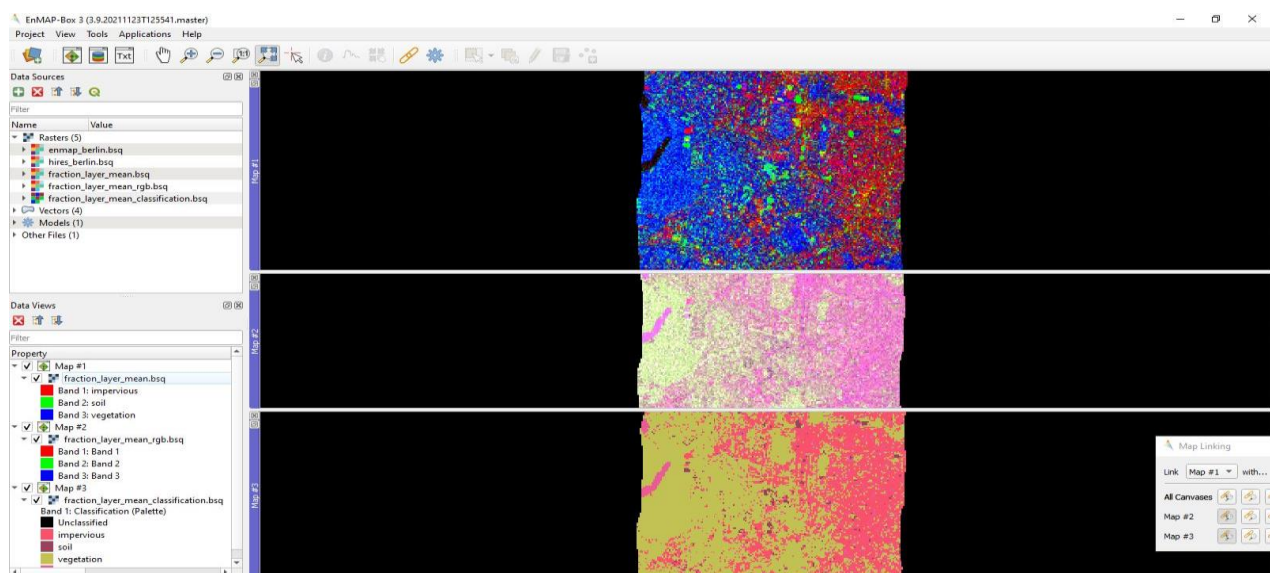 EnMAP-Box 3 (3.9.20211123T125541.master)
Project View Tools Applications Help
Txt
1:1
Data Sources
Filter
Name Value
Rasters (5)
enmap_berlin.bsq
hires_berlin.bsq
fraction_layer_mean.bsq
fraction_layer_mean_rgb.bsq
fraction_layer_mean_classification.bsq
Vectors (4)
Models (1)
Other Files (1)
Data Views
Filter
Property
Map #1
fraction_layer_mean.bsq
Band 1: impervious
Band 2: soil
Band 3: vegetation
Map #2
fraction_layer_mean_rgb.bsq
Band 1: Band 1
Band 2: Band 2
Band 3: Band 3
Map #3
fraction_layer_mean_classification.bsq
Band 1: Classification (Palette)
Unclassified
impervious
soil
vegetation
Map #1
Map #2
Map #3
Map Linking
Link Map #1 with...
All Canvases
Map #2
Map #3